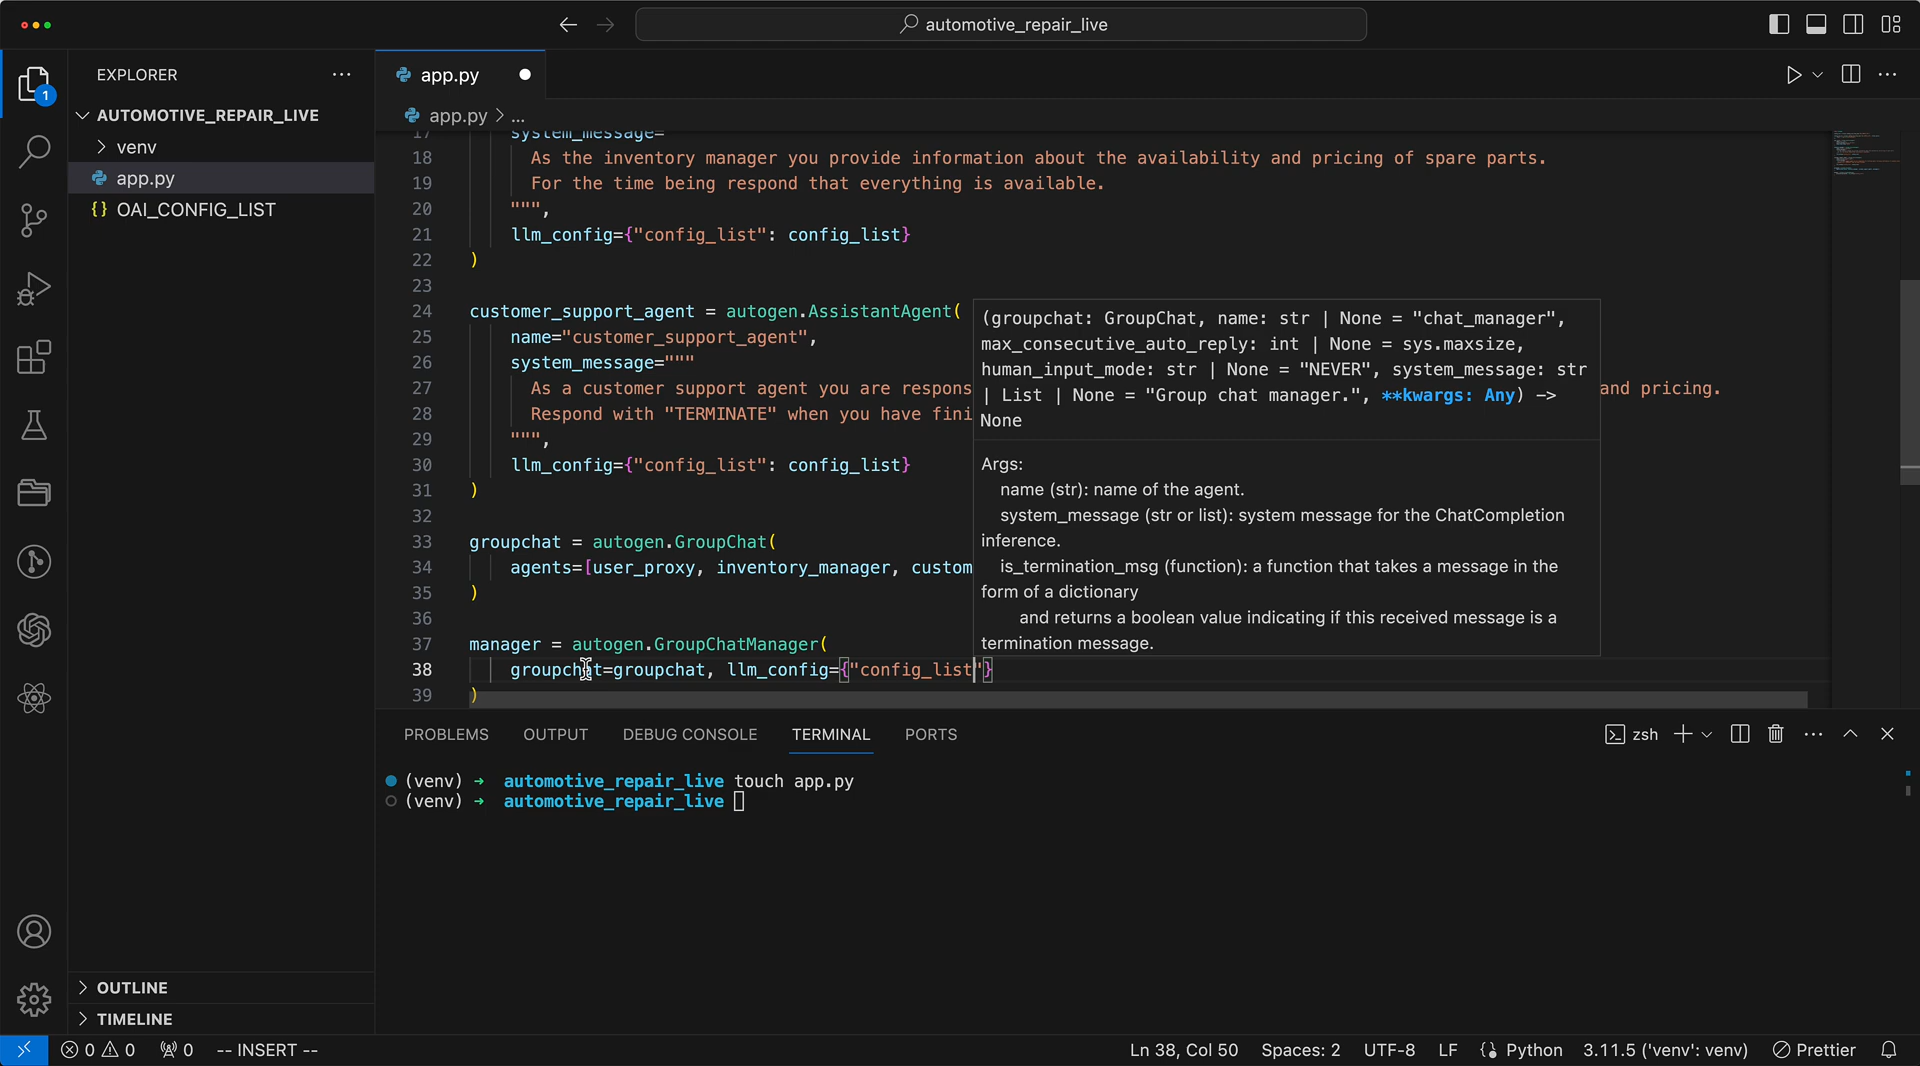 automotive_repair_live
EXPLORER
app.py
1
AUTOMOTIVE_REPAIR_LIVE
venv
app.py
{} OAI_CONFIG_LIST
app.py > ...
17 system_message="
18 As the inventory manager you provide information about the availability and pricing of spare parts.
19 For the time being respond that everything is available.
20 """,
21 llm_config={"config_list": config_list}
22 )
23
24 customer_support_agent = autogen.AssistantAgent(
25 name="customer_support_agent",
26 system_message="""
27 As a customer support agent you are respons and pricing.
28 Respond with "TERMINATE" when you have fini
29 """,
30 llm_config={"config_list": config_list}
31 )
32
33 groupchat = autogen.GroupChat(
34 agents=[user_proxy, inventory_manager, custom
35 )
36
37 manager = autogen.GroupChatManager(
38 groupchat=groupchat, llm_config={"config_list"}
39 )
(groupchat: GroupChat, name: str | None = "chat_manager",
max_consecutive_auto_reply: int | None = sys.maxsize,
human_input_mode: str | None = "NEVER", system_message: str
| List | None = "Group chat manager.", **kwargs: Any) ->
None
Args:
name (str): name of the agent.
system_message (str or list): system message for the ChatCompletion
inference.
is_termination_msg (function): a function that takes a message in the
form of a dictionary
and returns a boolean value indicating if this received message is a
termination message.
PROBLEMS OUTPUT DEBUG CONSOLE TERMINAL PORTS
zsh
(venv) → automotive_repair_live touch app.py
(venv) → automotive_repair_live
OUTLINE
TIMELINE
0 0 0 -- INSERT --
Ln 38, Col 50 Spaces: 2 UTF-8 LF Python 3.11.5 ('venv': venv) Prettier